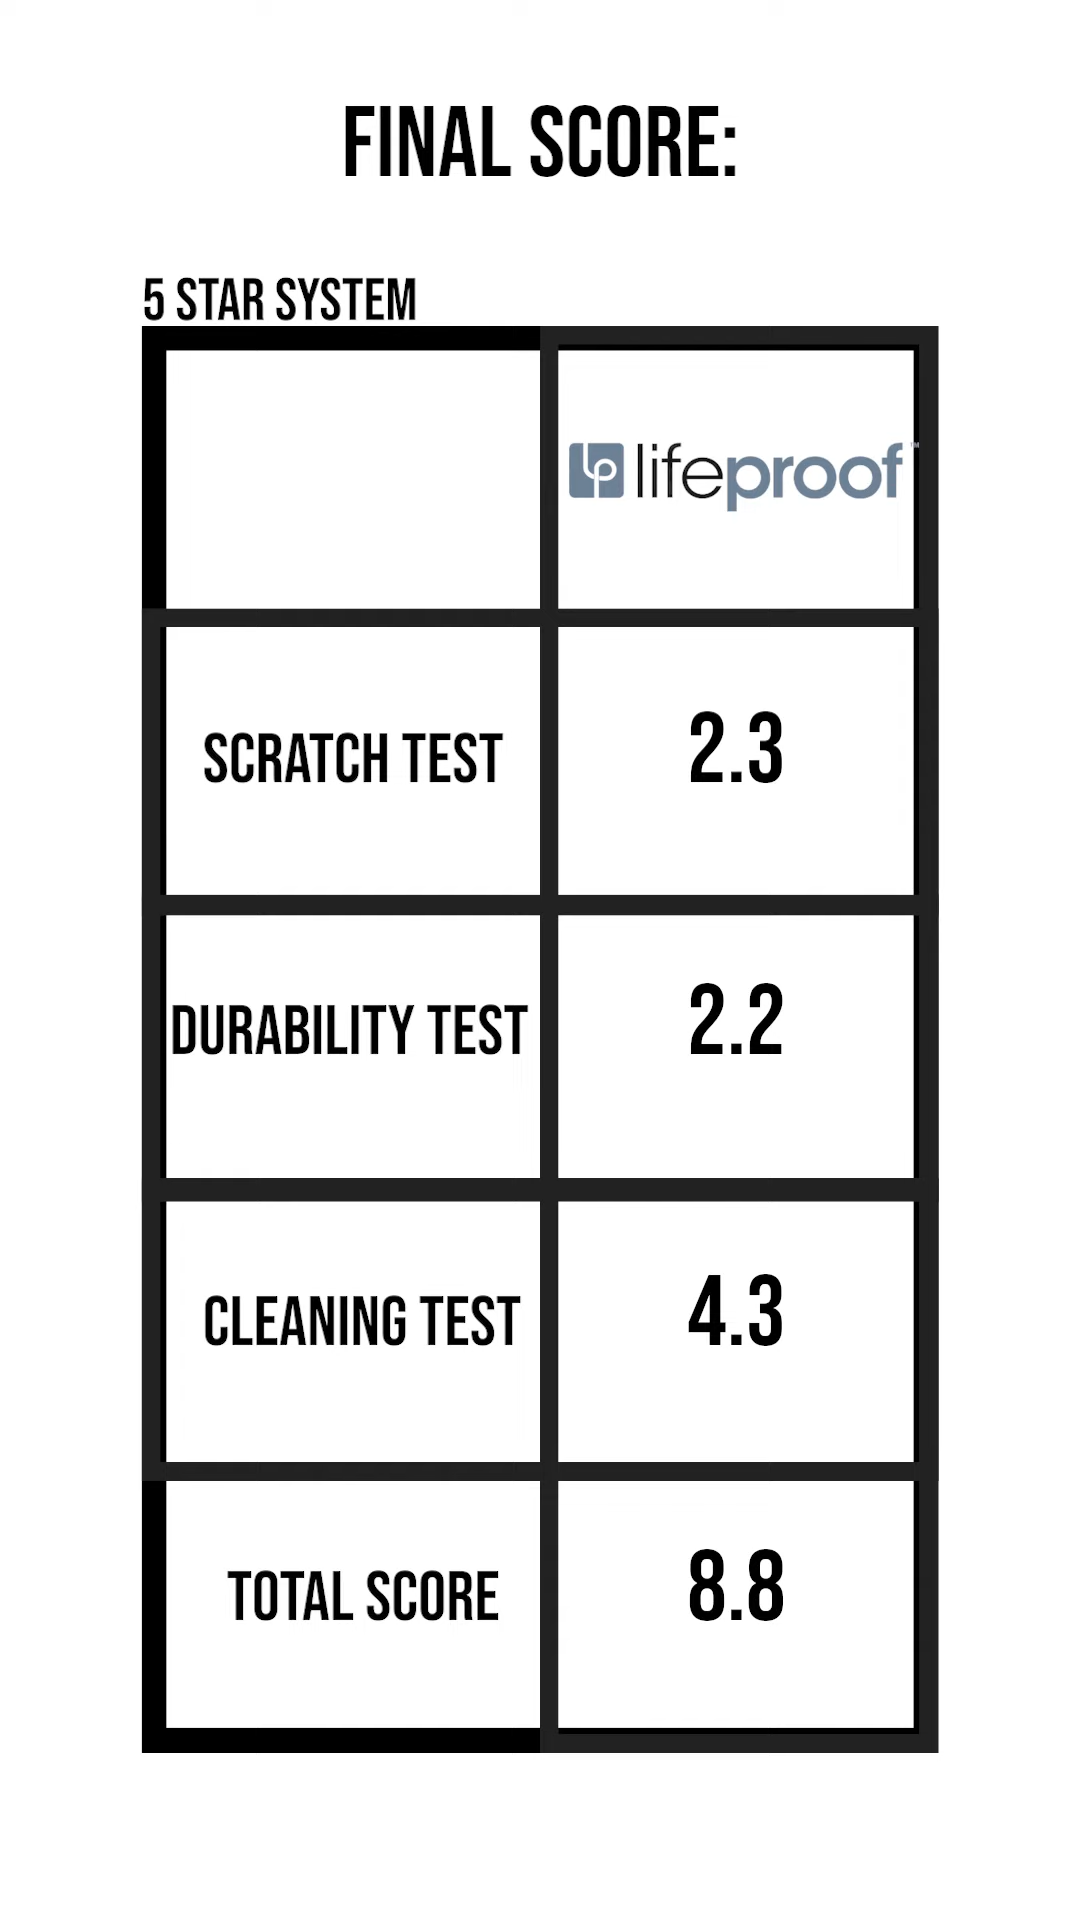 FINAL SCORE:
5 STAR SYSTEM
lifeproof™
SCRATCH TEST 2.3
DURABILITY TEST 2.2
CLEANING TEST 4.3
TOTAL SCORE 8.8